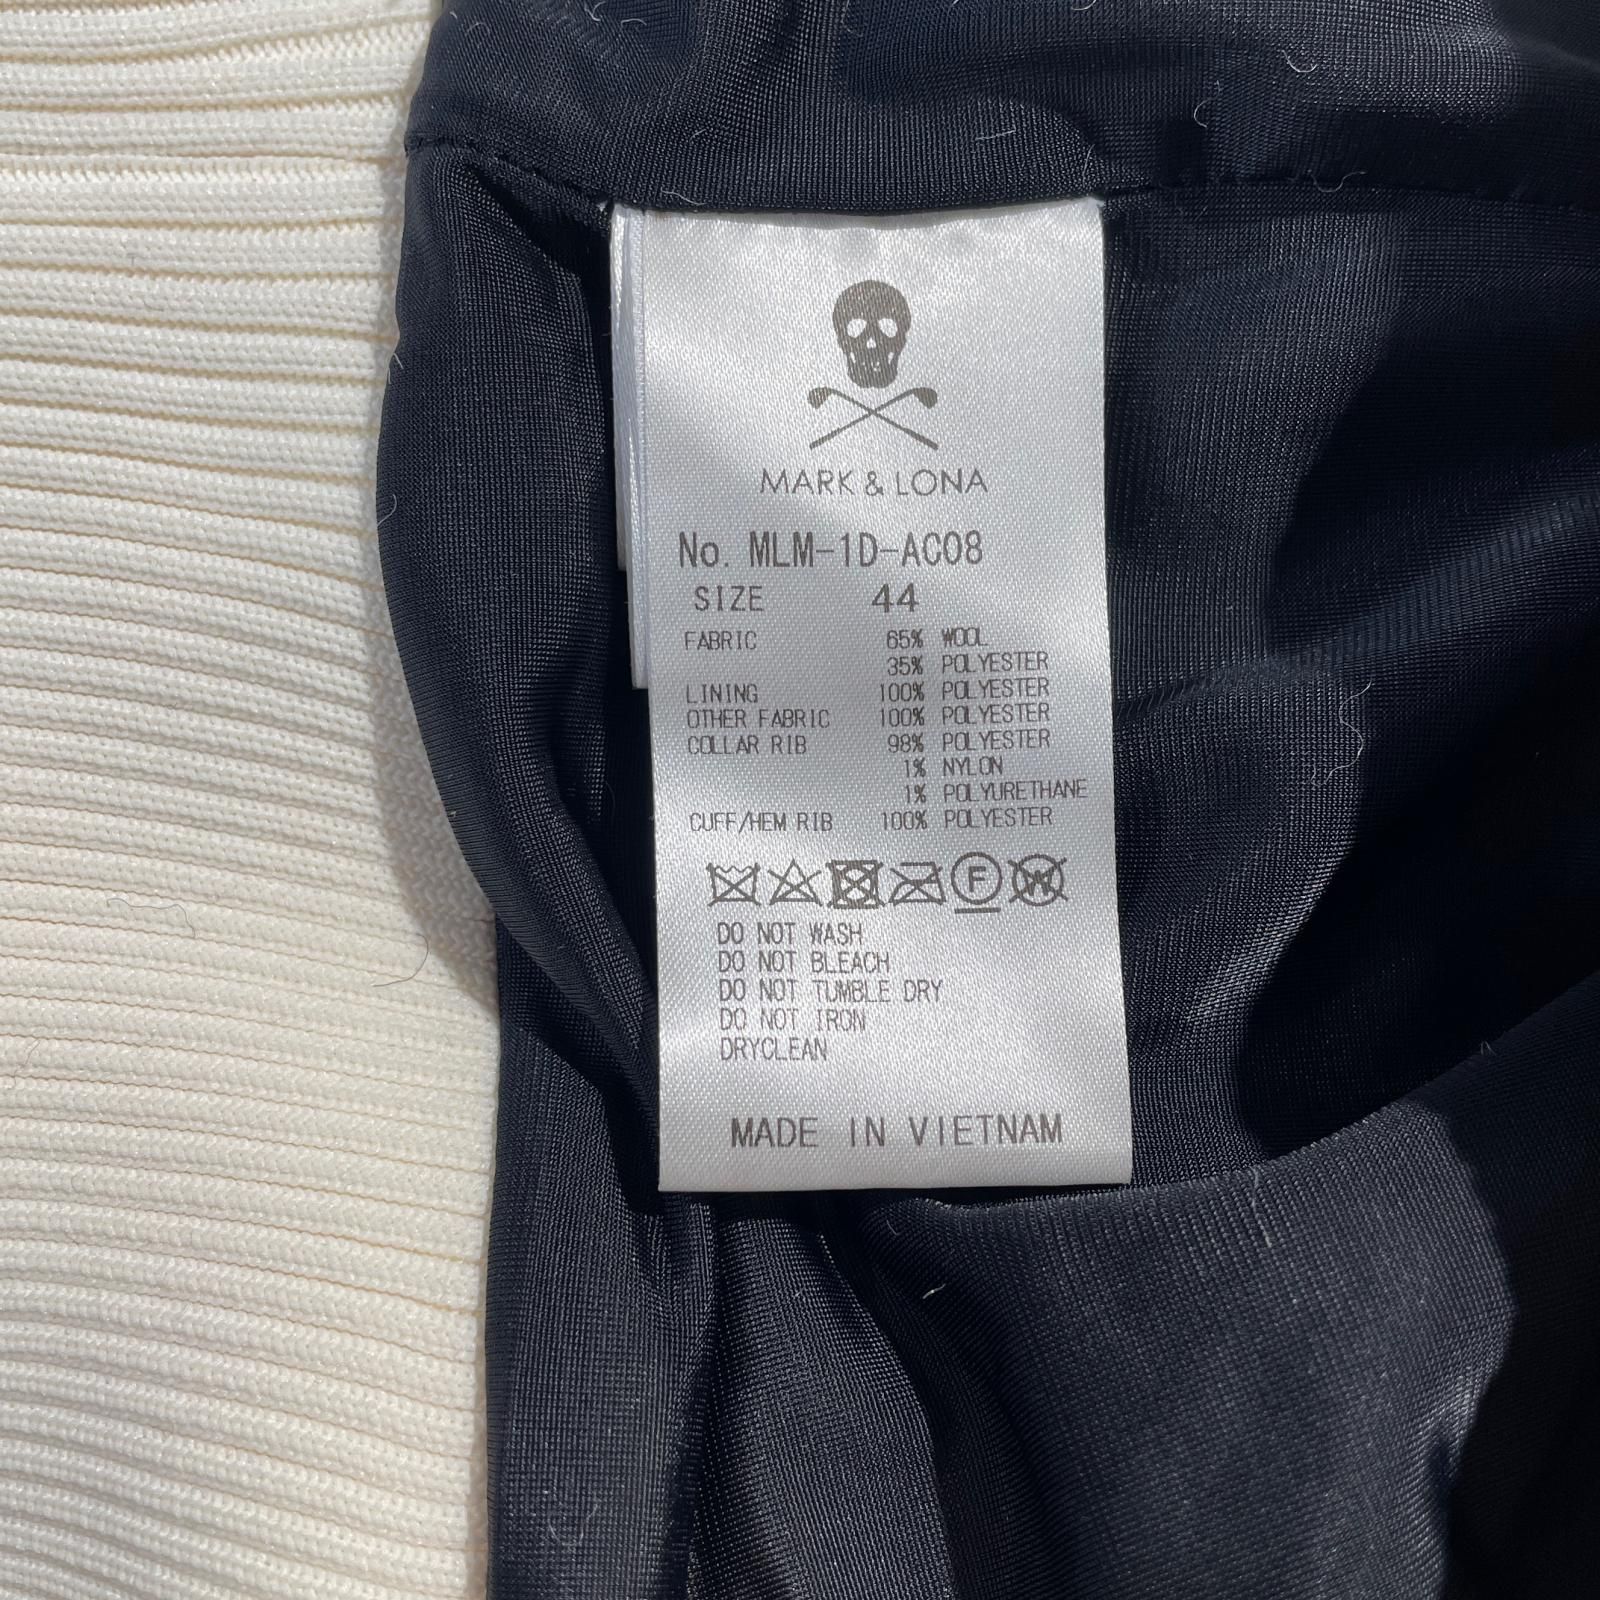 MARK & LONA
No. MLM-1D-AC08
SIZE 44
FABRIC 65% WOOL
35% POLYESTER
LINING 100% POLYESTER
OTHER FABRIC 100% POLYESTER
COLLAR RIB 98% POLYESTER
1% NYLON
1% POLYURETHANE
CUFF/HEM RIB 100% POLYESTER
F W
DO NOT WASH
DO NOT BLEACH
DO NOT TUMBLE DRY
DO NOT IRON
DRYCLEAN
MADE IN VIETNAM